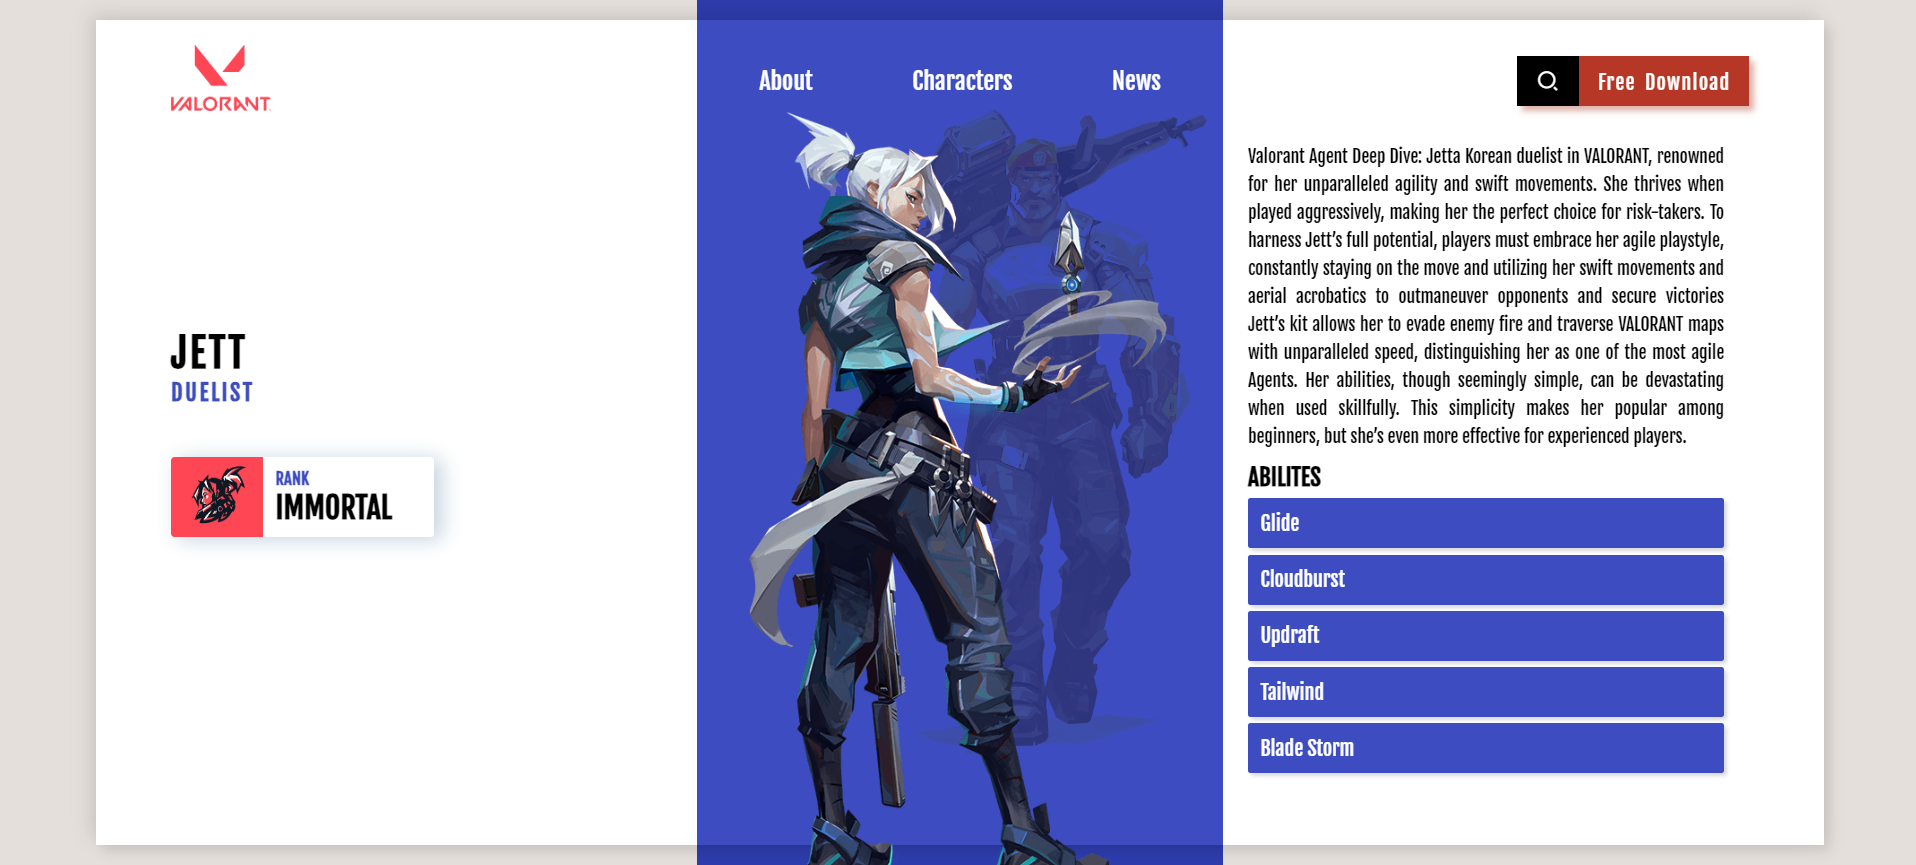 VALORANT
About
Characters
News
Free Download
JETT
DUELIST
RANK
IMMORTAL
Valorant Agent Deep Dive: Jetta Korean duelist in VALORANT, renowned
for her unparalleled agility and swift movements. She thrives when
played aggressively, making her the perfect choice for risk-takers. To
harness Jett’s full potential, players must embrace her agile playstyle,
constantly staying on the move and utilizing her swift movements and
aerial acrobatics to outmaneuver opponents and secure victories
Jett’s kit allows her to evade enemy fire and traverse VALORANT maps
with unparalleled speed, distinguishing her as one of the most agile
Agents. Her abilities, though seemingly simple, can be devastating
when used skillfully. This simplicity makes her popular among
beginners, but she’s even more effective for experienced players.
ABILITES
Glide
Cloudburst
Updraft
Tailwind
Blade Storm